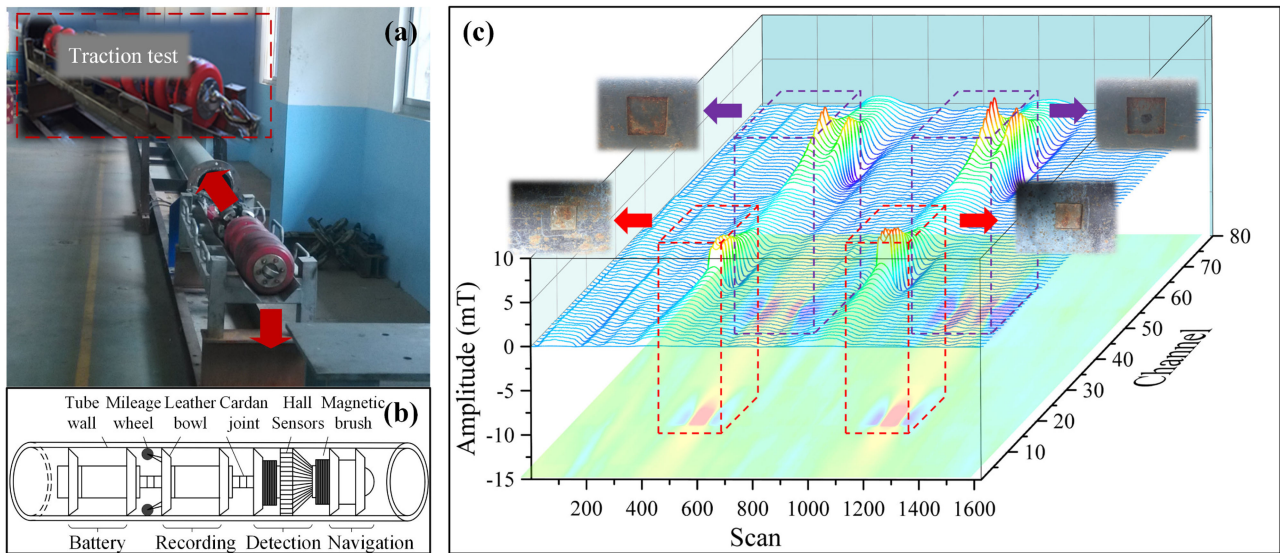 (a)
Traction test
(b)
Tube Mileage Leather Cardan Hall Magnetic
wall wheel bowl joint Sensors brush
Battery Recording Detection Navigation
(c)
10
5
0
-5
-10
-15
Amplitude (mT)
200 400 600 800 1000 1200 1400 1600
Scan
10
20
30
40
50
60
70
80
Channel